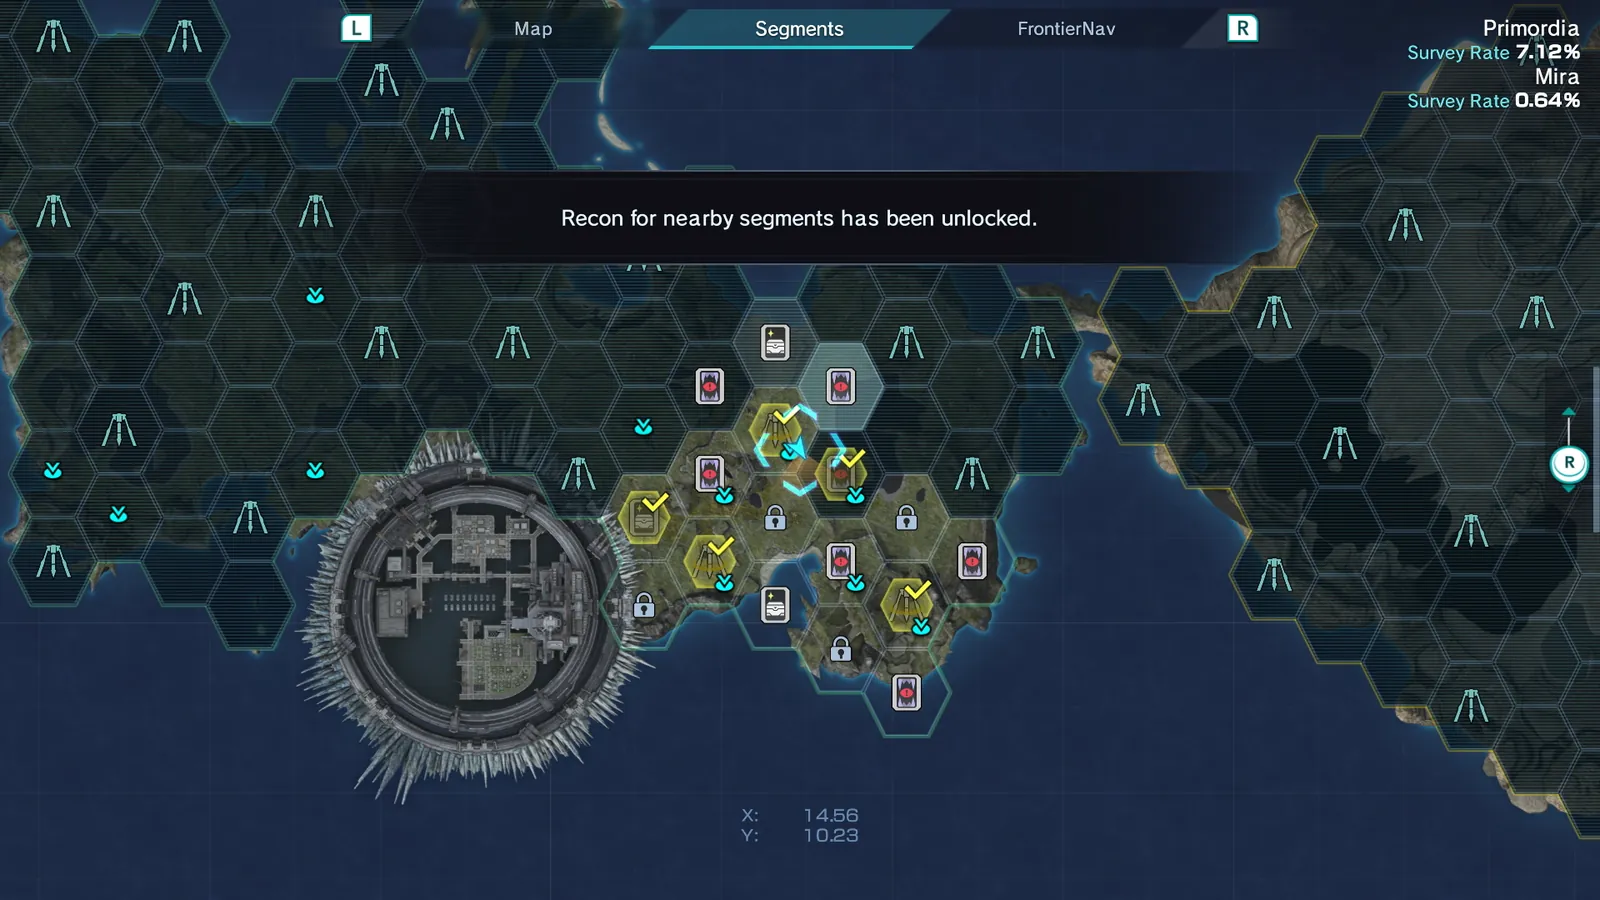 L
Map
Segments
FrontierNav
R
Primordia
Survey Rate 7.12%
Mira
Survey Rate 0.64%
Recon for nearby segments has been unlocked.
R
X: 14.56
Y: 10.23